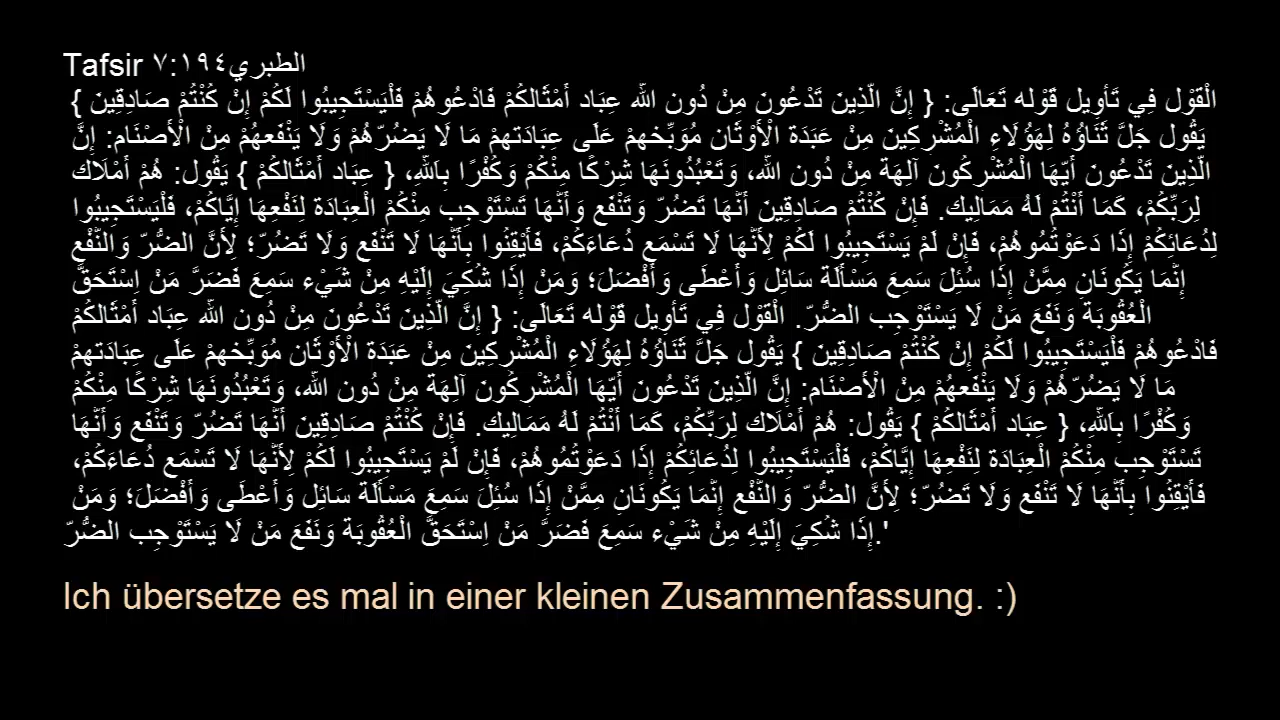 Tafsir الطبري٧:١٩٤
الْقَوْل فِي تَأوِيل قَوْله تَعَالَى: { إِنَّ الَّذِينَ تَدْعُونَ مِنْ دُون اللَّه عِبَاد أَمْثَالكُمْ فَادْعُوهُمْ فَلْيَسْتَجِيبُوا لَكُمْ إِنْ كُنْتُمْ صَادِقِينَ }
يَقُول جَلَّ ثَنَاؤُهُ لِهَؤُلَاءِ الْمُشْرِكِينَ مِنْ عَبَدَة الْأَوْثَان مُوَبِّخهمْ عَلَى عِبَادَتهمْ مَا لَا يَضُرّهُمْ وَلَا يَنْفَعهُمْ مِنْ الْأَصْنَام: إِنَّ
الَّذِينَ تَدْعُونَ أَيّهَا الْمُشْرِكُونَ آلِهَة مِنْ دُون اللَّه، وَتَعْبُدُونَهَا شِرْكًا مِنْكُمْ وَكُفْرًا بِاَللَّهِ، { عِبَاد أَمْثَالكُمْ } يَقُول: هُمْ أَمْلَاك
لِرَبِّكُمْ، كَمَا أَنْتُمْ لَهُ مَمَالِيك. فَإِنْ كُنْتُمْ صَادِقِينَ أَنَّهَا تَضُرّ وَتَنْفَع وَأَنَّهَا تَسْتَوْجِب مِنْكُمْ الْعِبَادَة لِنَفْعِهَا إِيَّاكُمْ، فَلْيَسْتَجِيبُوا
لِدُعَائِكُمْ إِذَا دَعَوْتُمُوهُمْ، فَإِنْ لَمْ يَسْتَجِيبُوا لَكُمْ لِأَنَّهَا لَا تَسْمَع دُعَاءَكُمْ، فَأَيْقِنُوا بِأَنَّهَا لَا تَنْفَع وَلَا تَضُرّ؛ لِأَنَّ الضُّرّ وَالنَّفْع
إِنَّمَا يَكُونَانِ مِمَّنْ إِذَا سُئِلَ سَمِعَ مَسْأَلَة سَائِل وَأَعْطَى وَأَفْضَلَ؛ وَمَنْ إِذَا شُكِيَ إِلَيْهِ مِنْ شَيْء سَمِعَ فَضَرَّ مَنْ اِسْتَحَقَّ
الْعُقُوبَة وَنَفَعَ مَنْ لَا يَسْتَوْجِب الضُّرّ. الْقَوْل فِي تَأوِيل قَوْله تَعَالَى: { إِنَّ الَّذِينَ تَدْعُونَ مِنْ دُون اللَّه عِبَاد أَمْثَالكُمْ
فَادْعُوهُمْ فَلْيَسْتَجِيبُوا لَكُمْ إِنْ كُنْتُمْ صَادِقِينَ } يَقُول جَلَّ ثَنَاؤُهُ لِهَؤُلَاءِ الْمُشْرِكِينَ مِنْ عَبَدَة الْأَوْثَان مُوَبِّخهمْ عَلَى عِبَادَتهمْ
مَا لَا يَضُرّهُمْ وَلَا يَنْفَعهُمْ مِنْ الْأَصْنَام: إِنَّ الَّذِينَ تَدْعُونَ أَيّهَا الْمُشْرِكُونَ آلِهَة مِنْ دُون اللَّه، وَتَعْبُدُونَهَا شِرْكًا مِنْكُمْ
وَكُفْرًا بِاَللَّهِ، { عِبَاد أَمْثَالكُمْ } يَقُول: هُمْ أَمْلَاك لِرَبِّكُمْ، كَمَا أَنْتُمْ لَهُ مَمَالِيك. فَإِنْ كُنْتُمْ صَادِقِينَ أَنَّهَا تَضُرّ وَتَنْفَع وَأَنَّهَا
تَسْتَوْجِب مِنْكُمْ الْعِبَادَة لِنَفْعِهَا إِيَّاكُمْ، فَلْيَسْتَجِيبُوا لِدُعَائِكُمْ إِذَا دَعَوْتُمُوهُمْ، فَإِنْ لَمْ يَسْتَجِيبُوا لَكُمْ لِأَنَّهَا لَا تَسْمَع دُعَاءَكُمْ،
فَأَيْقِنُوا بِأَنَّهَا لَا تَنْفَع وَلَا تَضُرّ؛ لِأَنَّ الضُّرّ وَالنَّفْع إِنَّمَا يَكُونَانِ مِمَّنْ إِذَا سُئِلَ سَمِعَ مَسْأَلَة سَائِل وَأَعْطَى وَأَفْضَلَ؛ وَمَنْ
إِذَا شُكِيَ إِلَيْهِ مِنْ شَيْء سَمِعَ فَضَرَّ مَنْ اِسْتَحَقَّ الْعُقُوبَة وَنَفَعَ مَنْ لَا يَسْتَوْجِب الضُّرّ.'
Ich übersetze es mal in einer kleinen Zusammenfassung. :)